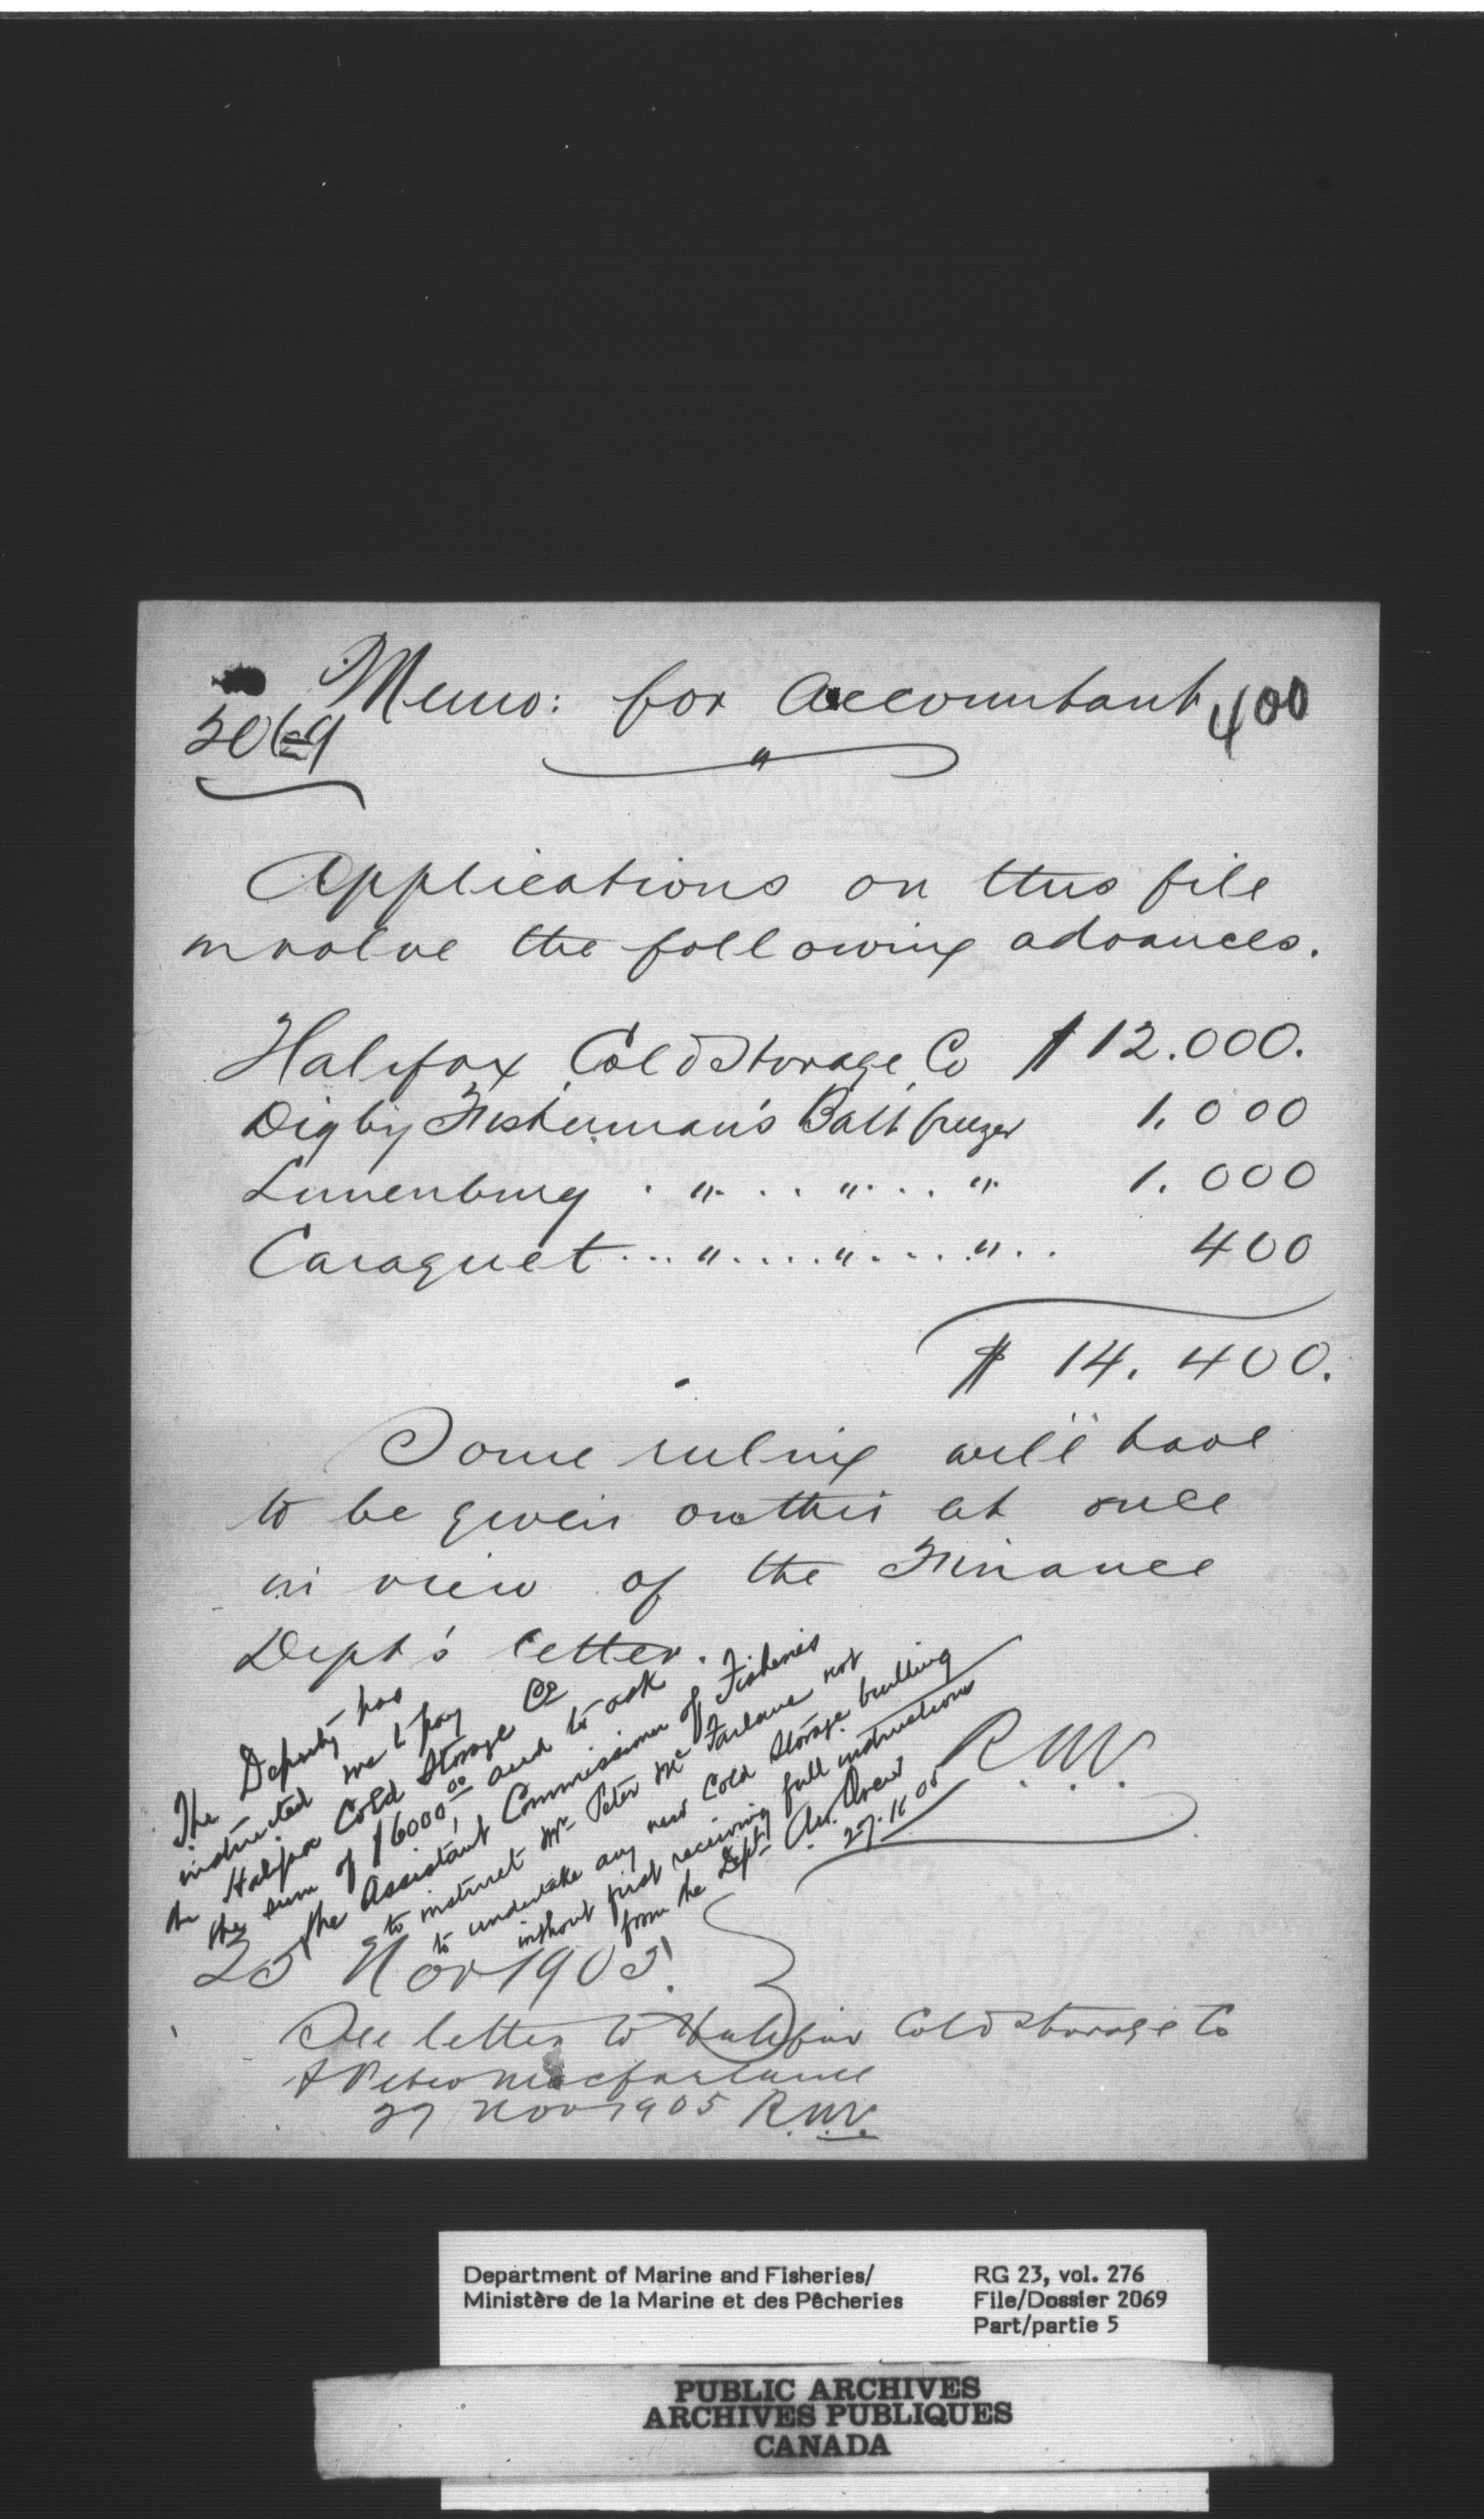 Memo: for Accountant 400
2069
"
Applications on this file
involve the following advances.
Halifax Cold Storage Co $ 12.000.
Digby Fisherman's Bait freezer 1.000
Lunenburg . " . . " . . . " 1.000
Caraquet ... " .... " .... " .. 400
$ 14.400.
Some ruling will have
to be given on this at once
in view of the Finance
Dept's letter.
R.N.V.
The Deputy has
instructed me to pay
the Halifax Cold Storage Co
the sum of $6000.00 and to ask
the Assistant Commissioner of Fisheries
to instruct Mr Peter McFarlane not
to undertake any new Cold Storage building
without first receiving full instructions
from the Dept.
27.11.05
25 Nov 1905
See letter to Halifax Cold Storage Co
& Peter Macfarlane
27 Nov 1905 R.N.V.
Department of Marine and Fisheries/
Ministère de la Marine et des Pêcheries
RG 23, vol. 276
File/Dossier 2069
Part/partie 5
PUBLIC ARCHIVES
ARCHIVES PUBLIQUES
CANADA